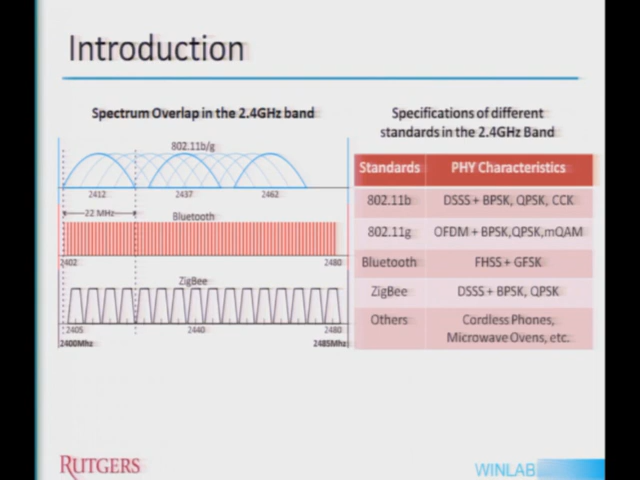 Introduction
Spectrum Overlap in the 2.4GHz band
802.11b/g
2412
2437
2462
22 MHz
Bluetooth
2402
2480
ZigBee
2405
2440
2480
2400Mhz
2485Mhz
Specifications of different
standards in the 2.4GHz Band
Standards PHY Characteristics
802.11b DSSS + BPSK, QPSK, CCK
802.11g OFDM + BPSK,QPSK,mQAM
Bluetooth FHSS + GFSK
ZigBee DSSS + BPSK, QPSK
Others Cordless Phones,
Microwave Ovens, etc.
RUTGERS
WINLAB